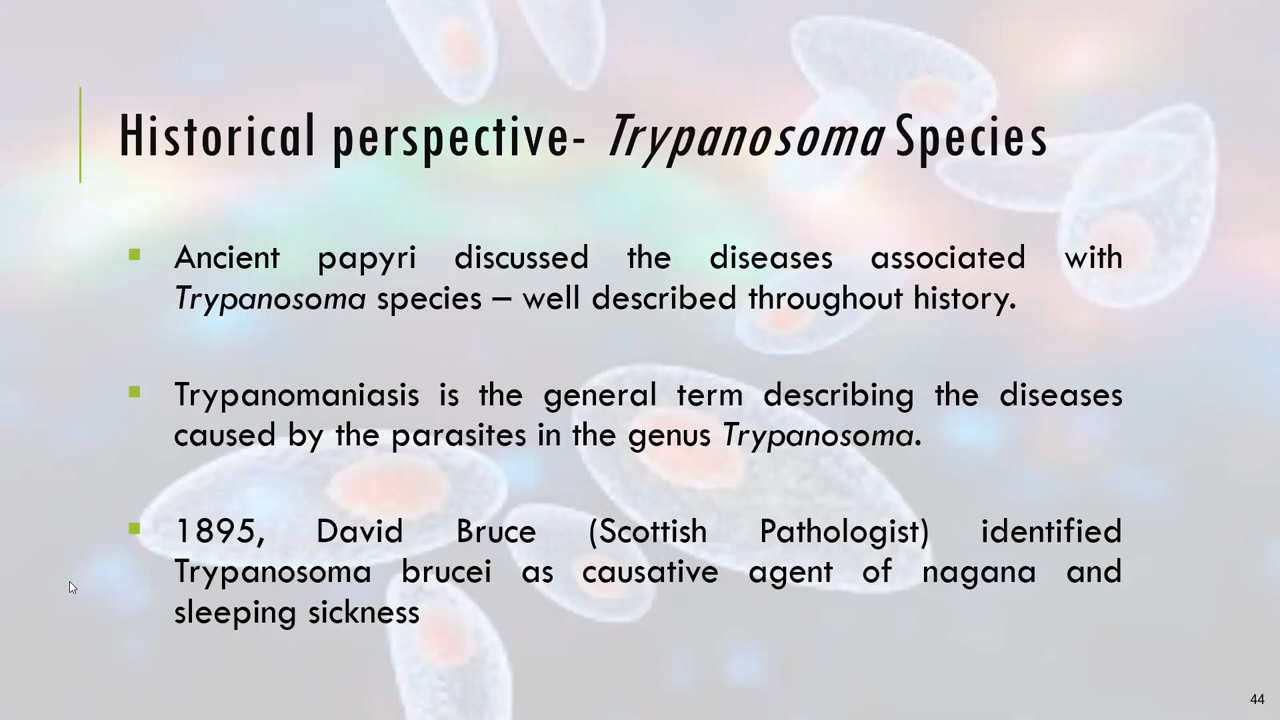 Historical perspective- Trypanosoma Species
Ancient papyri discussed the diseases associated with
Trypanosoma species – well described throughout history.
Trypanomaniasis is the general term describing the diseases
caused by the parasites in the genus Trypanosoma.
1895, David Bruce (Scottish Pathologist) identified
Trypanosoma brucei as causative agent of nagana and
sleeping sickness
44